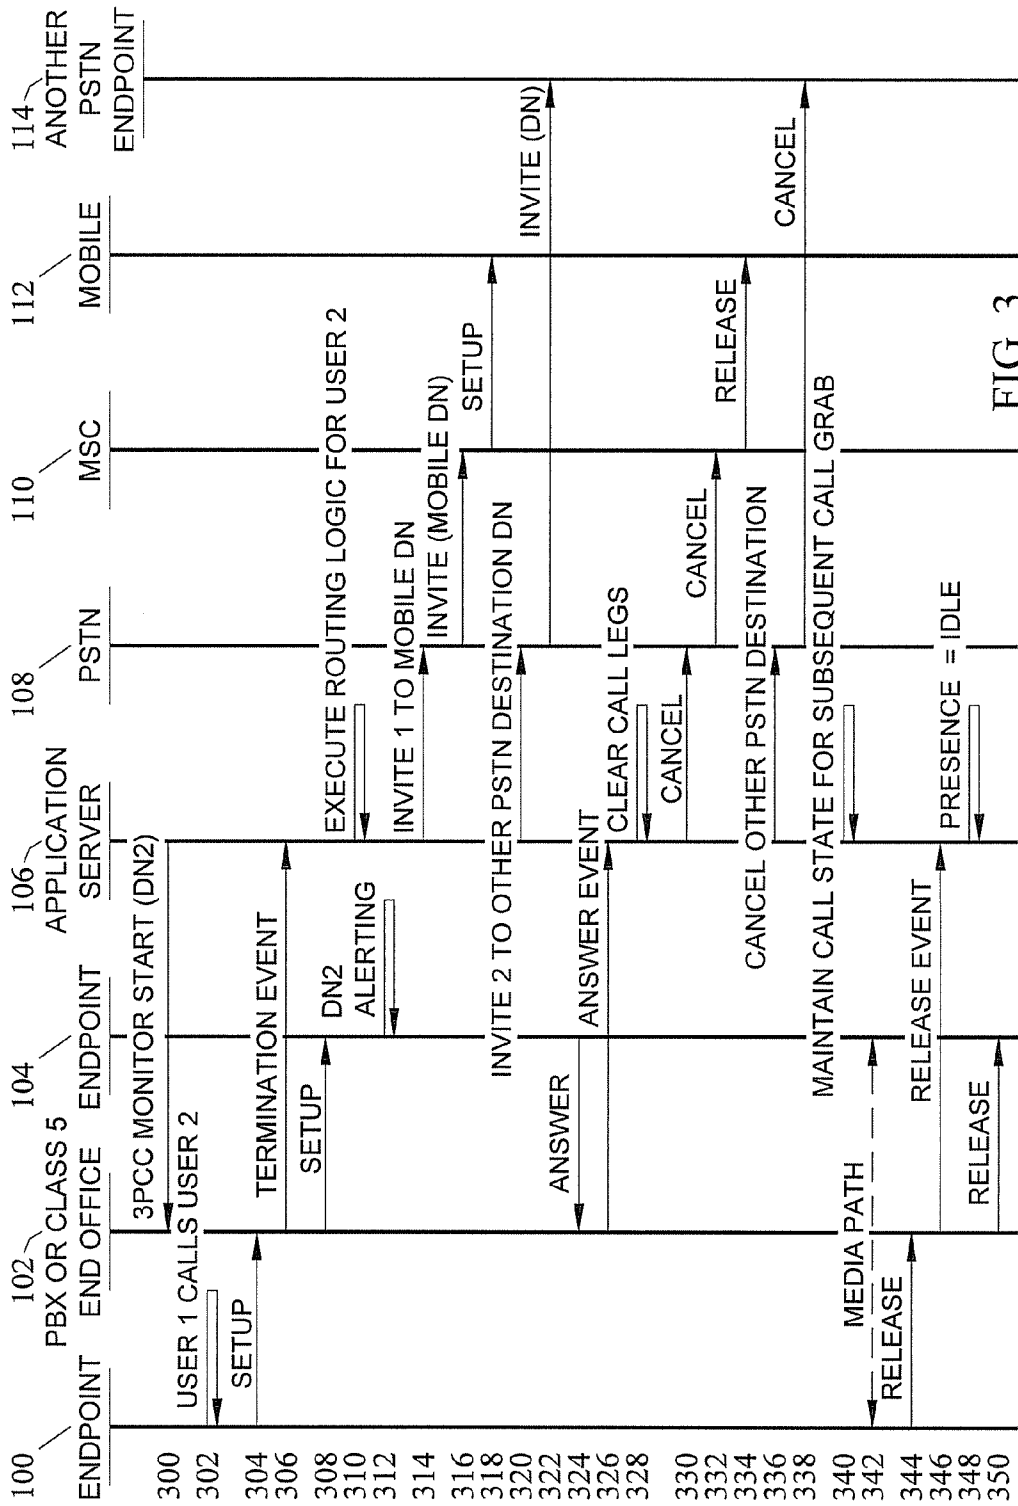 100
ENDPOINT
102
PBX OR CLASS 5
END OFFICE
104
ENDPOINT
106
APPLICATION
SERVER
108
PSTN
110
MSC
112
MOBILE
114
ANOTHER
PSTN
ENDPOINT
300
3PCC MONITOR START (DN2)
302
USER 1 CALLS USER 2
304
SETUP
306
TERMINATION EVENT
308
SETUP
310
EXECUTE ROUTING LOGIC FOR USER 2
312
DN2
ALERTING
314
INVITE 1 TO MOBILE DN
316
INVITE (MOBILE DN)
318
SETUP
320
INVITE 2 TO OTHER PSTN DESTINATION DN
322
INVITE (DN)
324
ANSWER
326
ANSWER EVENT
328
CLEAR CALL LEGS
330
CANCEL
332
CANCEL
334
RELEASE
336
CANCEL OTHER PSTN DESTINATION
338
CANCEL
340
MAINTAIN CALL STATE FOR SUBSEQUENT CALL GRAB
342
MEDIA PATH
344
RELEASE
346
RELEASE EVENT
348
PRESENCE = IDLE
350
RELEASE
FIG. 3